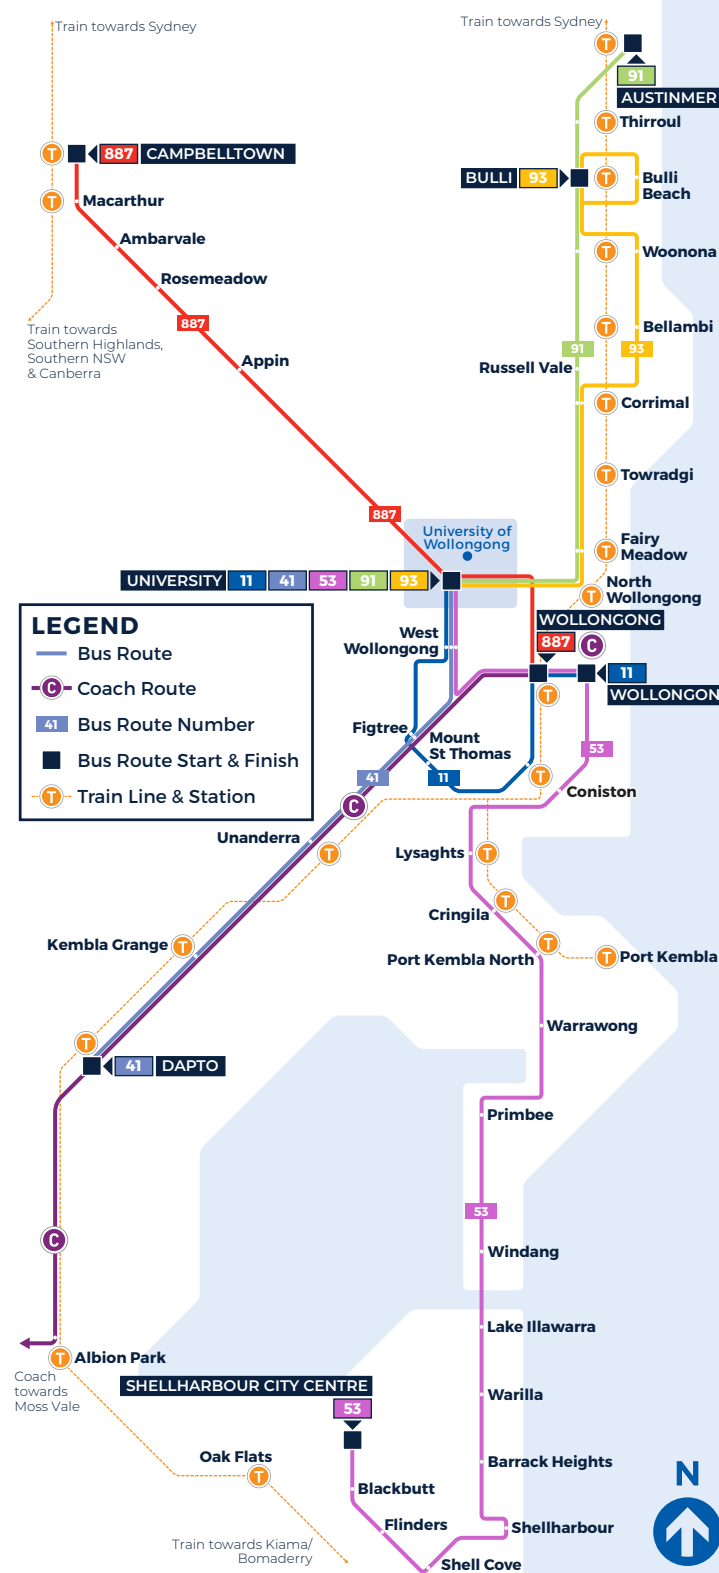 Train towards Sydney
Train towards Sydney
T
91
AUSTINMER
T
Thirroul
T
887
CAMPBELLTOWN
BULLI
93
T
Bulli
Beach
T
Macarthur
Ambarvale
T
Woonona
Rosemeadow
887
Train towards
Southern Highlands,
Southern NSW
& Canberra
T
Bellambi
91
93
Appin
Russell Vale
T
Corrimal
T
Towradgi
887
University of
Wollongong
T
Fairy
Meadow
UNIVERSITY
11
41
53
91
93
T
North
Wollongong
LEGEND
Bus Route
C
Coach Route
41
Bus Route Number
Bus Route Start & Finish
T
Train Line & Station
WOLLONGONG
887
C
West
Wollongong
11
WOLLONGON
T
Figtree
Mount
St Thomas
53
41
11
T
Coniston
C
Unanderra
T
Lysaghts
T
Cringila
T
Kembla Grange
T
Port Kembla North
T
T
Port Kembla
Warrawong
T
41
DAPTO
Primbee
53
C
Windang
Lake Illawarra
T
Albion Park
Coach
towards
Moss Vale
SHELLHARBOUR CITY CENTRE
53
Warilla
Oak Flats
T
Barrack Heights
Blackbutt
Flinders
Shellharbour
Train towards Kiama/
Bomaderry
Shell Cove
N